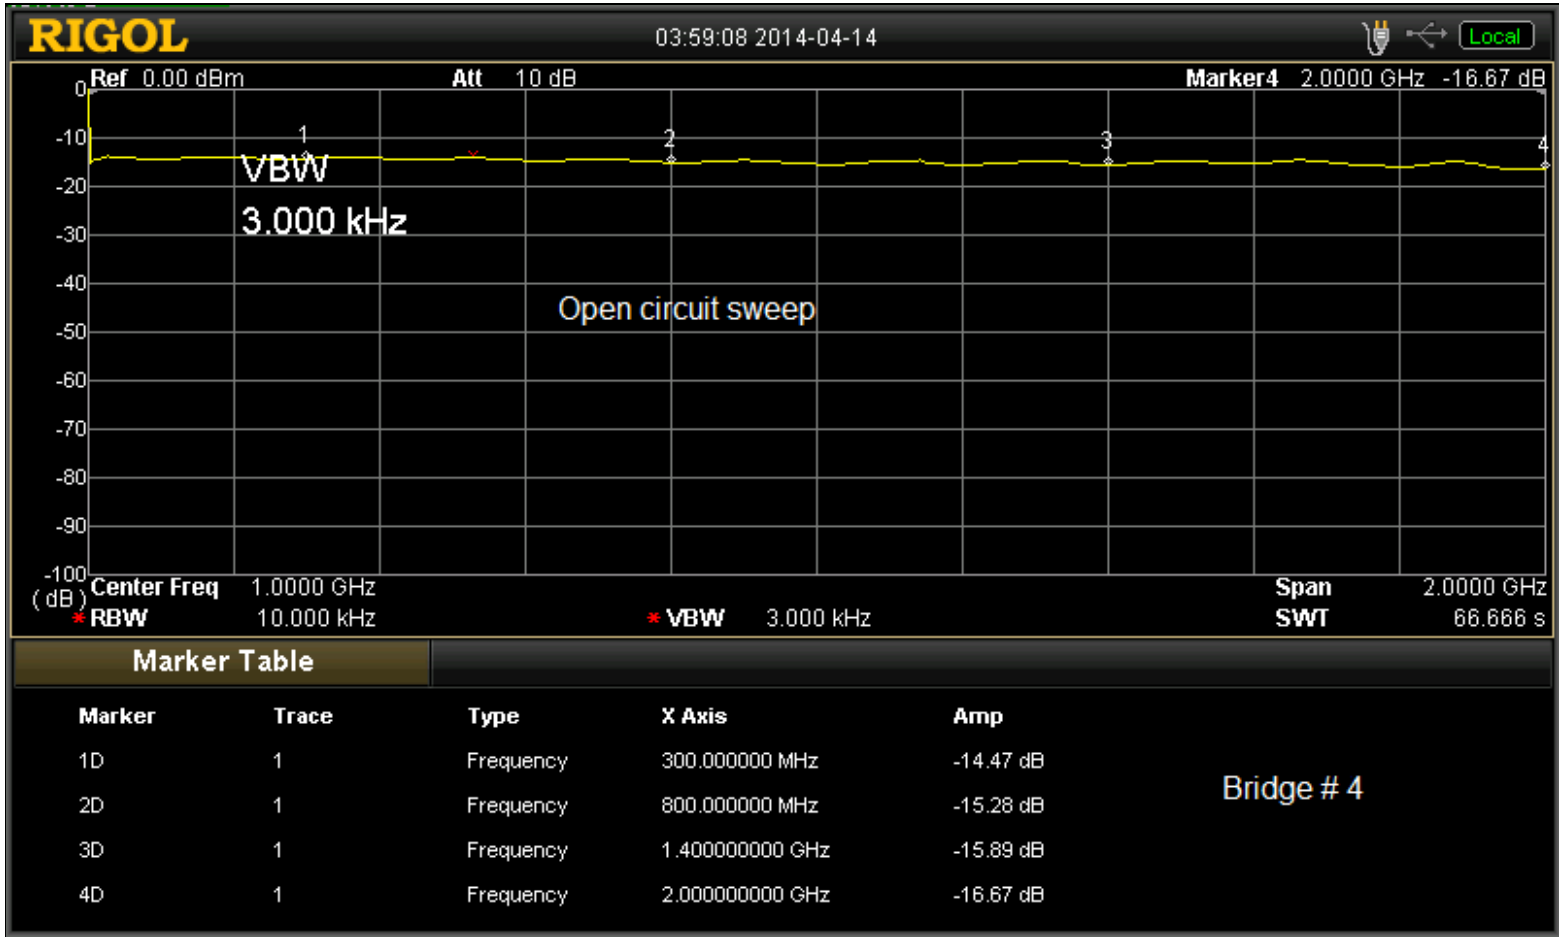 RIGOL 03:59:08 2014-04-14 Local
Ref 0.00 dBm Att 10 dB Marker4 2.0000 GHz -16.67 dB
0
-10
-20
-30
-40
-50
-60
-70
-80
-90
-100
(dB)
1 2 3 4
VBW
3.000 kHz
Open circuit sweep
Center Freq 1.0000 GHz Span 2.0000 GHz
* RBW 10.000 kHz * VBW 3.000 kHz SWT 66.666 s
Marker Table
Marker Trace Type X Axis Amp
1D 1 Frequency 300.000000 MHz -14.47 dB
2D 1 Frequency 800.000000 MHz -15.28 dB
3D 1 Frequency 1.400000000 GHz -15.89 dB
4D 1 Frequency 2.000000000 GHz -16.67 dB
Bridge # 4